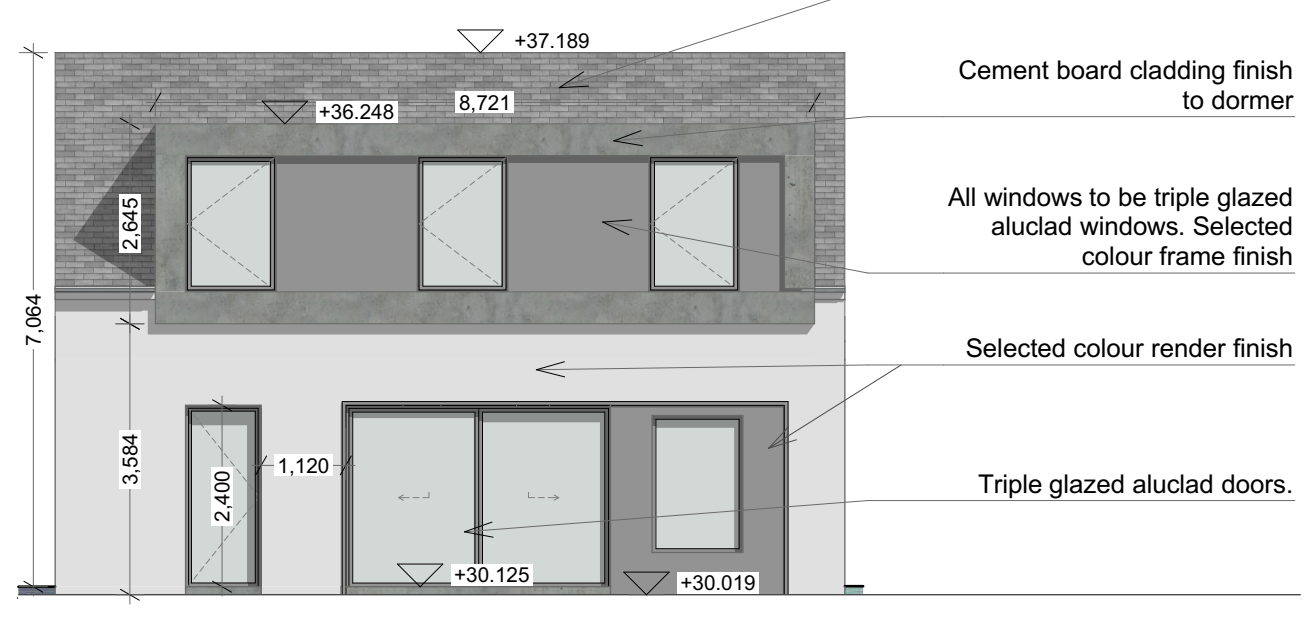 +37.189
Cement board cladding finish
to dormer
8,721
+36.248
All windows to be triple glazed
aluclad windows. Selected
colour frame finish
2,645
7,064
Selected colour render finish
3,584
1,120
2,400
Triple glazed aluclad doors.
+30.125
+30.019